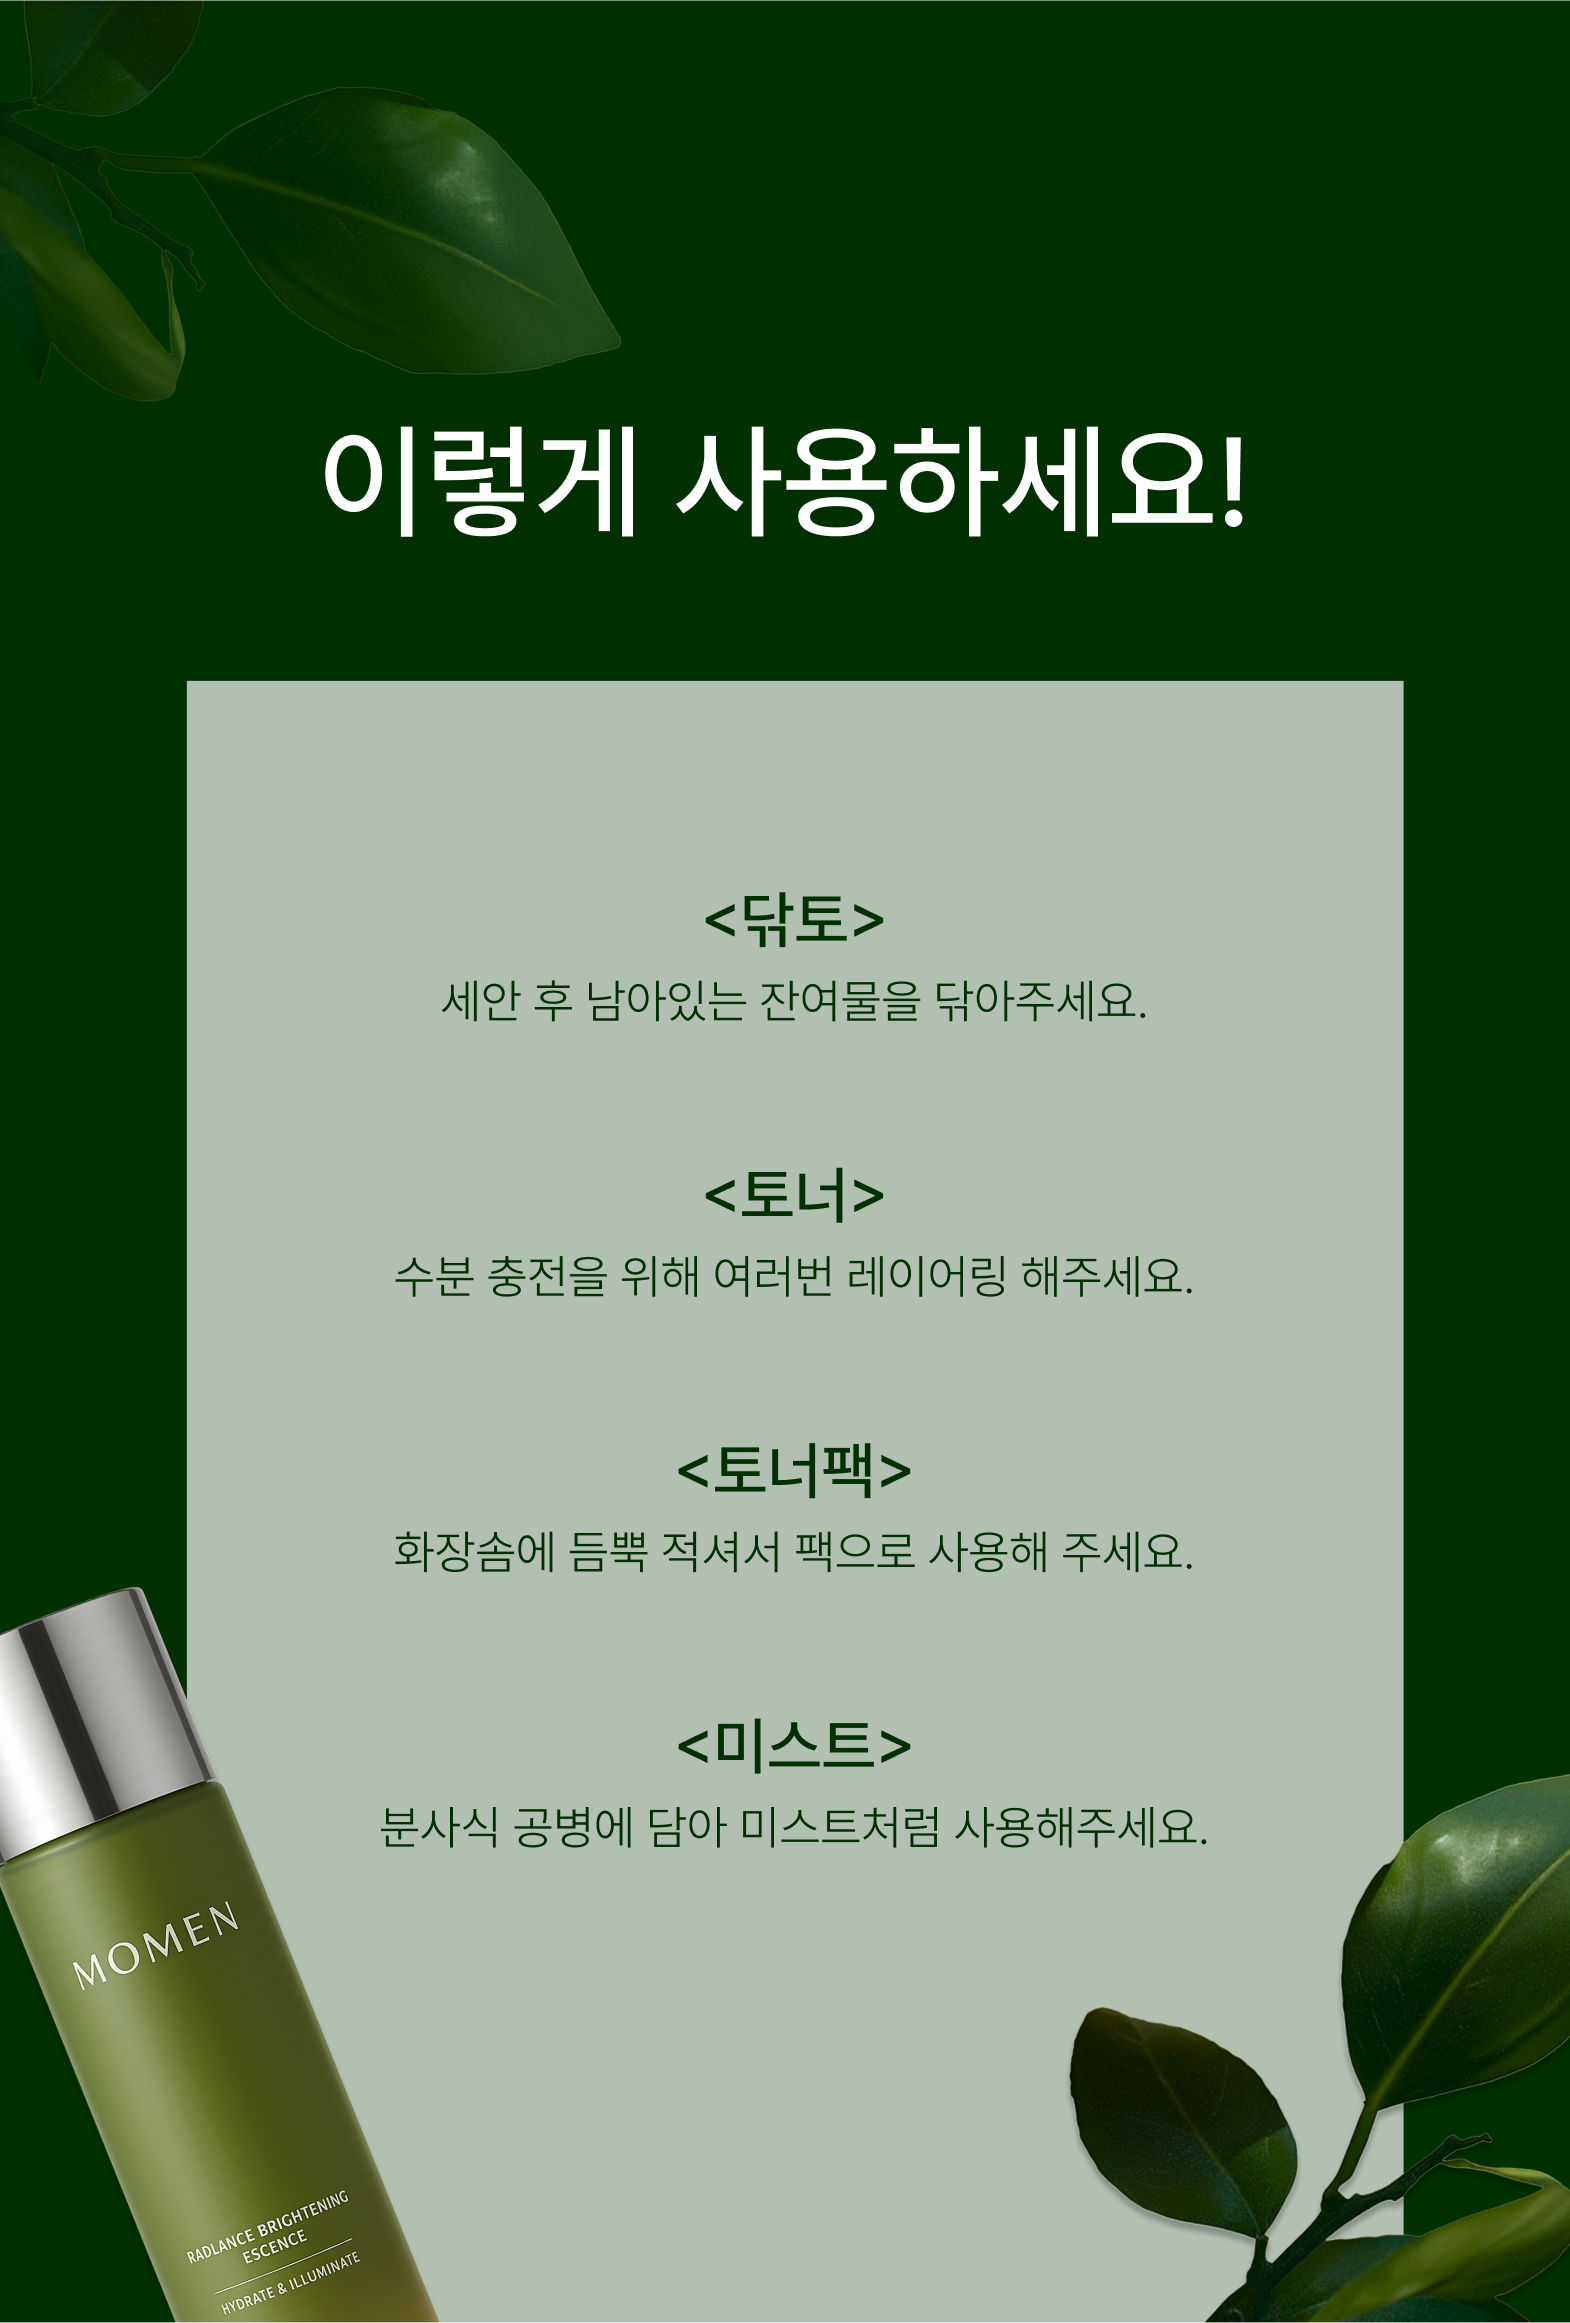 이렇게 사용하세요!
<닦토>
세안 후 남아있는 잔여물을 닦아주세요.
<토너>
수분 충전을 위해 여러번 레이어링 해주세요.
<토너팩>
화장솜에 듬뿍 적셔서 팩으로 사용해 주세요.
<미스트>
분사식 공병에 담아 미스트처럼 사용해주세요.
MOMEN
RADLANCE BRIGHTENING
ESCENCE
HYDRATE & ILLUMINATE